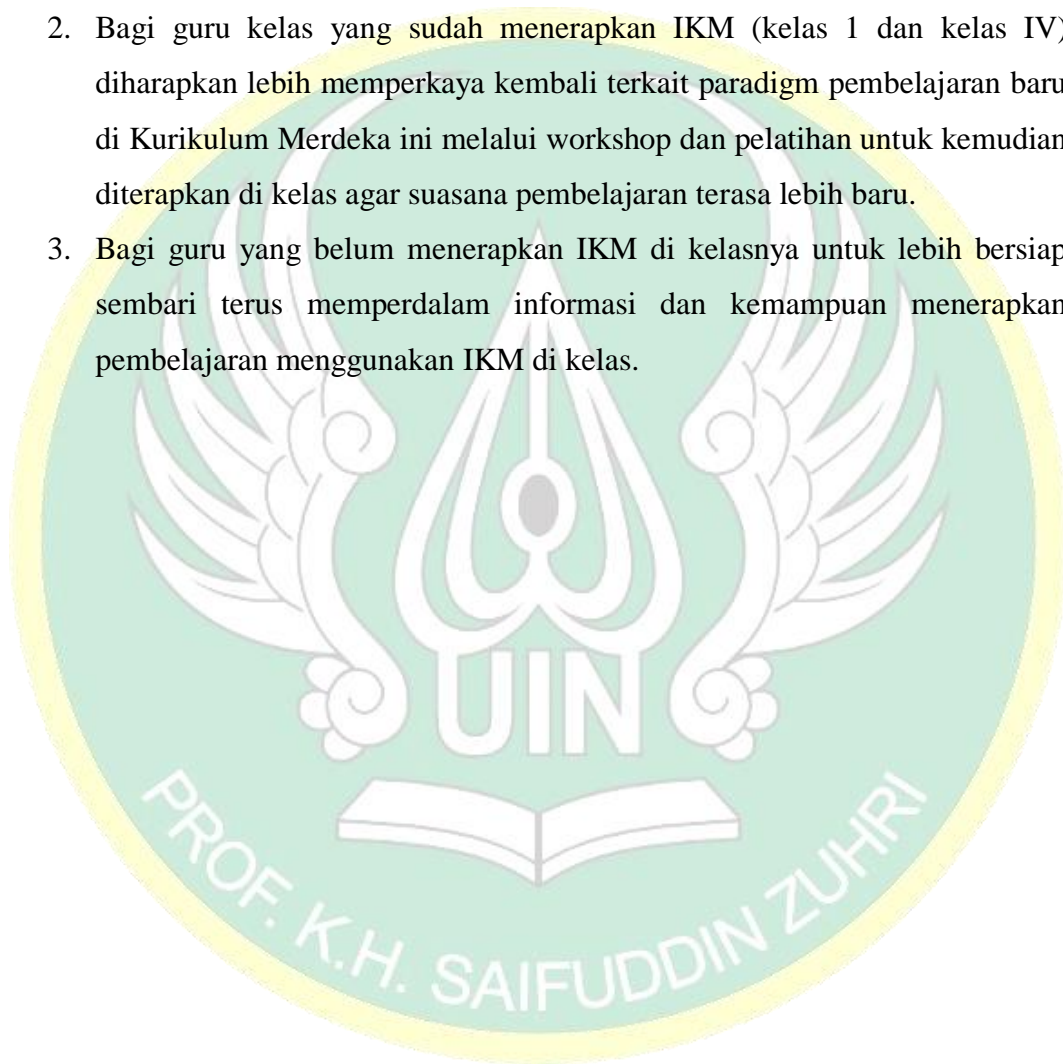 2. Bagi guru kelas yang sudah menerapkan IKM (kelas 1 dan kelas IV)
diharapkan lebih memperkaya kembali terkait paradigm pembelajaran baru
di Kurikulum Merdeka ini melalui workshop dan pelatihan untuk kemudian
diterapkan di kelas agar suasana pembelajaran terasa lebih baru.
3. Bagi guru yang belum menerapkan IKM di kelasnya untuk lebih bersiap
sembari terus memperdalam informasi dan kemampuan menerapkan
pembelajaran menggunakan IKM di kelas.
UIN
PROF. K.H. SAIFUDDIN ZUHRI